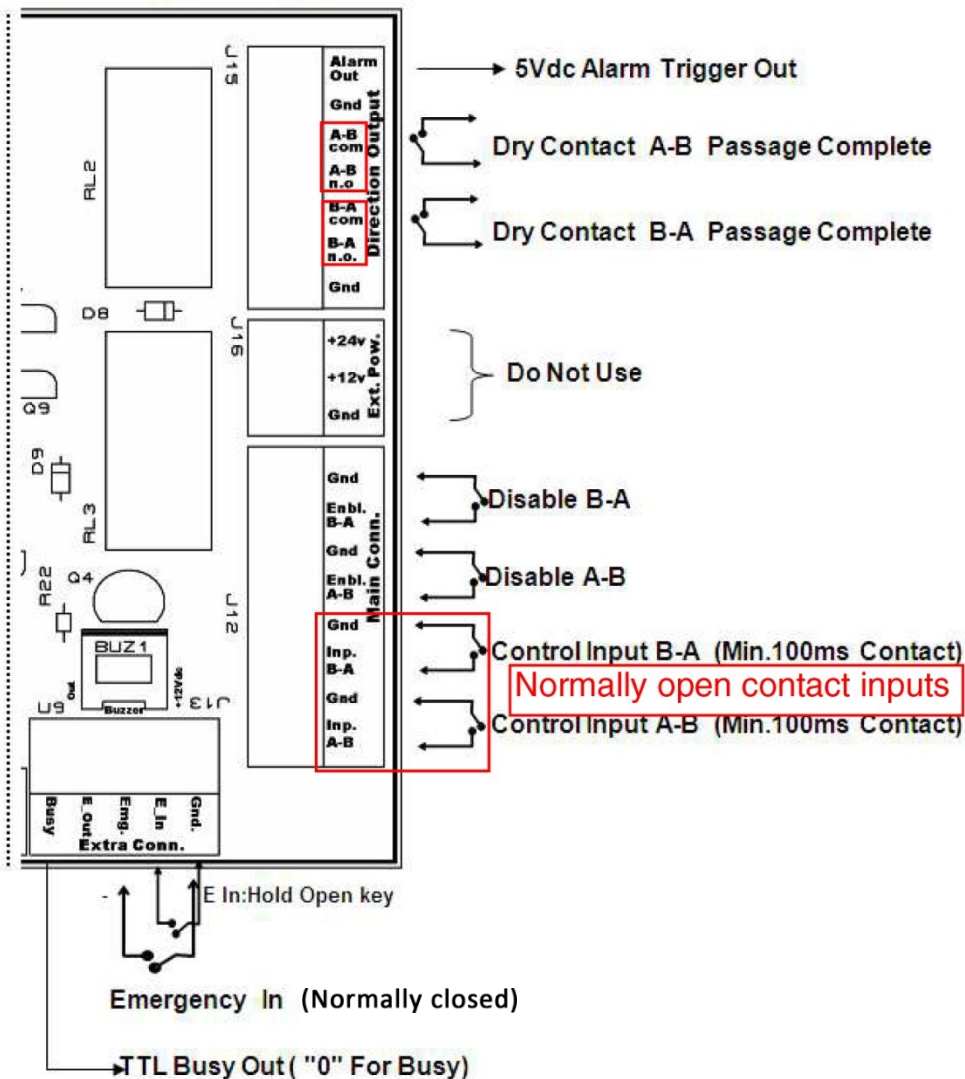 J15
Alarm
Out
Gnd
A-B
com
A-B
n.o
B-A
com
B-A
n.o.
Gnd
Direction Output
5Vdc Alarm Trigger Out
Dry Contact A-B Passage Complete
Dry Contact B-A Passage Complete
RL2
D8
J16
+24v
+12v
Gnd
Ext. Pow.
Do Not Use
Q9
D9
RL3
R22
Q4
J12
Gnd
Enbl.
B-A
Gnd
Enbl.
A-B
Gnd
Inp.
B-A
Gnd
Inp.
A-B
Main Conn.
Disable B-A
Disable A-B
Control Input B-A (Min.100ms Contact)
Normally open contact inputs
Control Input A-B (Min.100ms Contact)
BUZ1
Out
+12Vdc
Buzzer
U9
J13
Busy
E_Out
Emg.
E_In
Gnd.
Extra Conn.
-
E In:Hold Open key
Emergency In (Normally closed)
TTL Busy Out ( "0" For Busy)